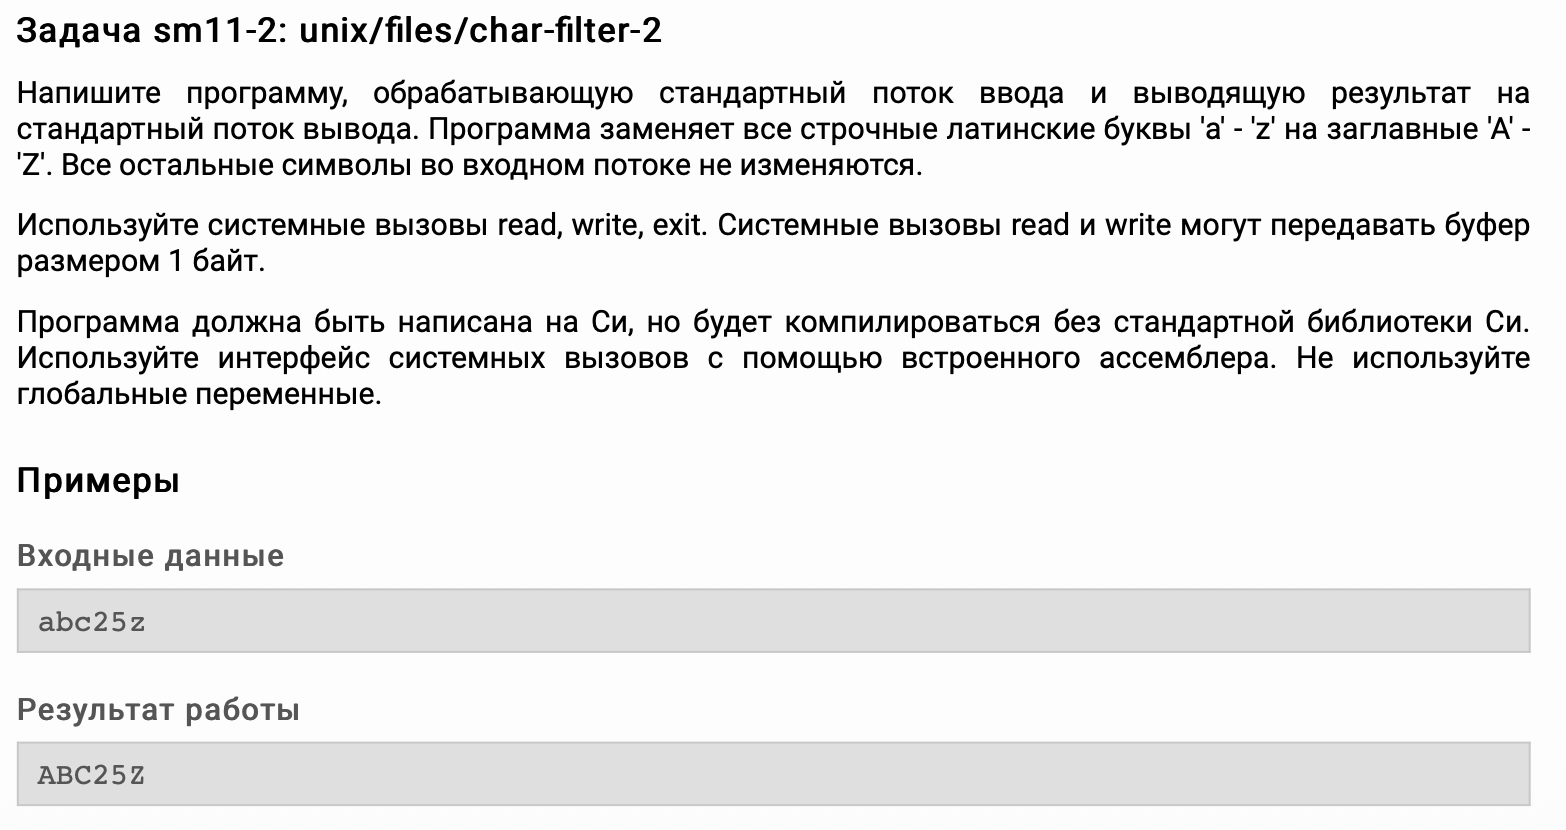 Задача sm11-2: unix/files/char-filter-2
Напишите программу, обрабатывающую стандартный поток ввода и выводящую результат на
стандартный поток вывода. Программа заменяет все строчные латинские буквы 'a' - 'z' на заглавные 'A' -
'Z'. Все остальные символы во входном потоке не изменяются.
Используйте системные вызовы read, write, exit. Системные вызовы read и write могут передавать буфер
размером 1 байт.
Программа должна быть написана на Си, но будет компилироваться без стандартной библиотеки Си.
Используйте интерфейс системных вызовов с помощью встроенного ассемблера. Не используйте
глобальные переменные.
Примеры
Входные данные
abc25z
Результат работы
ABC25Z